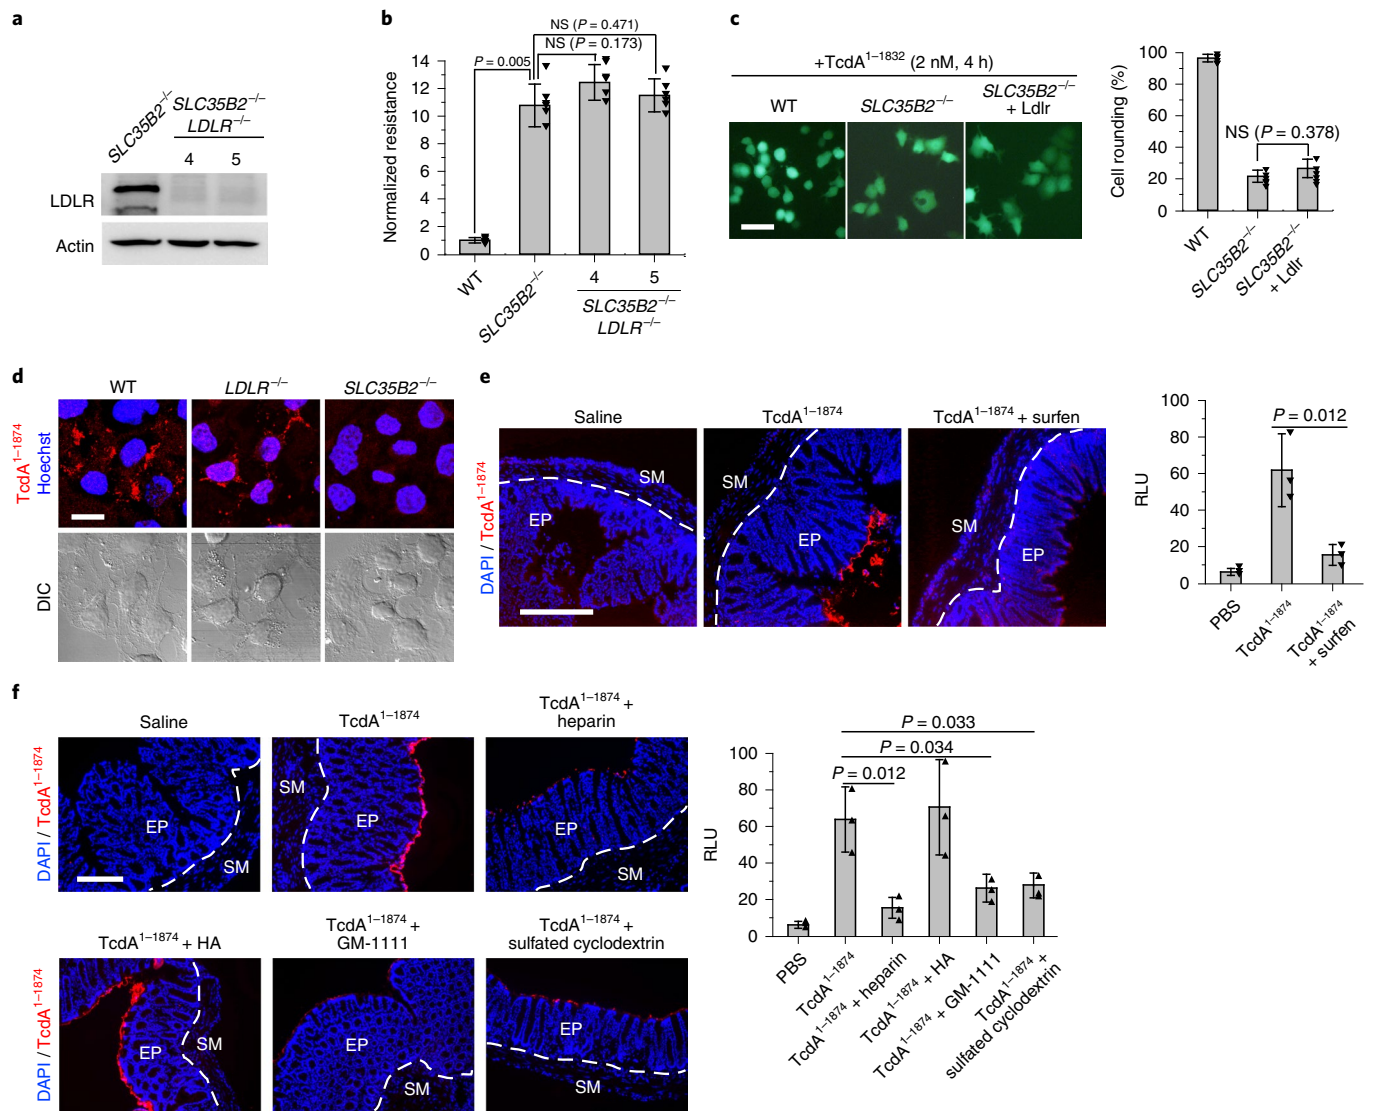 a
SLC35B2−/−
SLC35B2−/−
LDLR−/−
4 5
LDLR
Actin
b
NS (P = 0.471)
NS (P = 0.173)
P = 0.005
Normalized resistance
14
12
10
8
6
4
2
0
WT
SLC35B2−/−
4 5
SLC35B2−/−
LDLR−/−
c
+TcdA1–1832 (2 nM, 4 h)
WT
SLC35B2−/−
SLC35B2−/−
+ Ldlr
Cell rounding (%)
100
80
60
40
20
0
NS (P = 0.378)
WT
SLC35B2−/−
SLC35B2−/−
+ Ldlr
d
WT
LDLR−/−
SLC35B2−/−
TcdA1–1874
Hoechst
DIC
e
Saline
TcdA1–1874
TcdA1–1874 + surfen
DAPI / TcdA1–1874
SM
EP
SM
EP
SM
EP
RLU
100
80
60
40
20
0
P = 0.012
PBS
TcdA1–1874
TcdA1–1874
+ surfen
f
Saline
TcdA1–1874
TcdA1–1874 +
heparin
DAPI / TcdA1–1874
EP
SM
SM
EP
EP
SM
TcdA1–1874 + HA
TcdA1–1874 +
GM-1111
TcdA1–1874 +
sulfated cyclodextrin
DAPI / TcdA1–1874
EP
SM
EP
SM
EP
SM
P = 0.033
P = 0.034
P = 0.012
RLU
100
80
60
40
20
0
PBS
TcdA1–1874
TcdA1–1874 + heparin
TcdA1–1874 + HA
TcdA1–1874 + GM-1111
TcdA1–1874 +
sulfated cyclodextrin